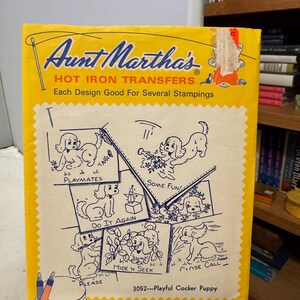 Aunt Martha's®
HOT IRON TRANSFERS
Each Design Good For Several Stampings
PLAYMATES
SOME FUN!
DO IT AGAIN
HIDE 'N SEEK
CLOSE CALL
PLEASE
3052—Playful Cocker Puppy